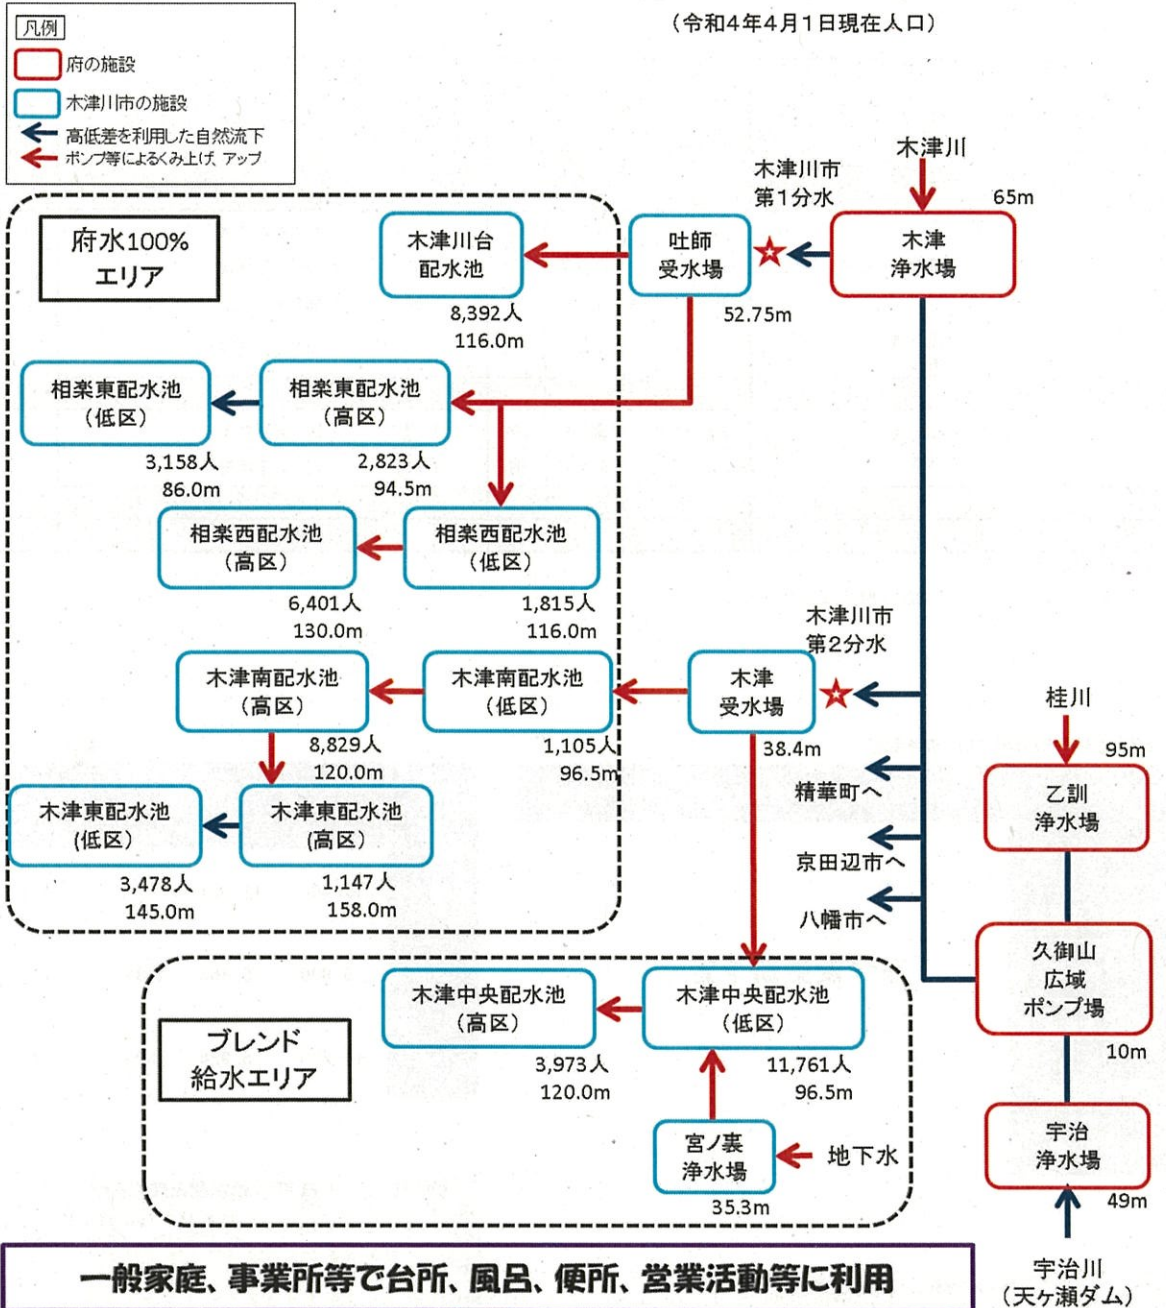 凡例
府の施設
木津川市の施設
高低差を利用した自然流下
ポンプ等によるくみ上げ、アップ
（令和4年4月1日現在人口）
木津川
木津川市
第1分水
65m
府水100%
エリア
木津川台
配水池
吐師
受水場
木津
浄水場
8,392人
116.0m
52.75m
相楽東配水池
（低区）
相楽東配水池
（高区）
3,158人
86.0m
2,823人
94.5m
相楽西配水池
（高区）
相楽西配水池
（低区）
6,401人
130.0m
1,815人
116.0m
木津川市
第2分水
木津南配水池
（高区）
木津南配水池
（低区）
木津
受水場
8,829人
120.0m
1,105人
96.5m
38.4m
桂川
95m
精華町へ
乙訓
浄水場
木津東配水池
(低区)
木津東配水池
(高区)
京田辺市へ
3,478人
145.0m
1,147人
158.0m
八幡市へ
久御山
広域
ポンプ場
10m
木津中央配水池
（高区）
木津中央配水池
（低区）
ブレンド
給水エリア
3,973人
120.0m
11,761人
96.5m
宮ノ裏
浄水場
地下水
35.3m
宇治
浄水場
49m
宇治川
（天ヶ瀬ダム）
一般家庭、事業所等で台所、風呂、便所、営業活動等に利用